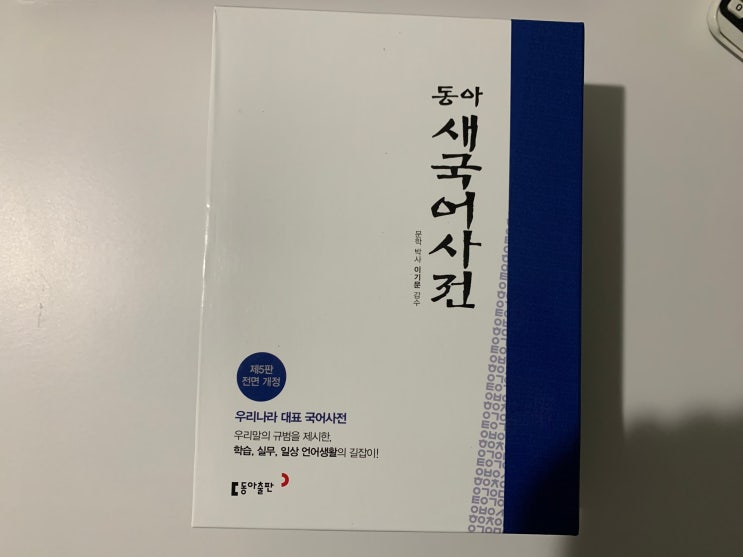 동아
새국어사전
문학 박사 이기문 감수
제5판
전면 개정
우리나라 대표 국어사전
우리말의 규범을 제시한,
학습, 실무, 일상 언어생활의 길잡이!
동아출판